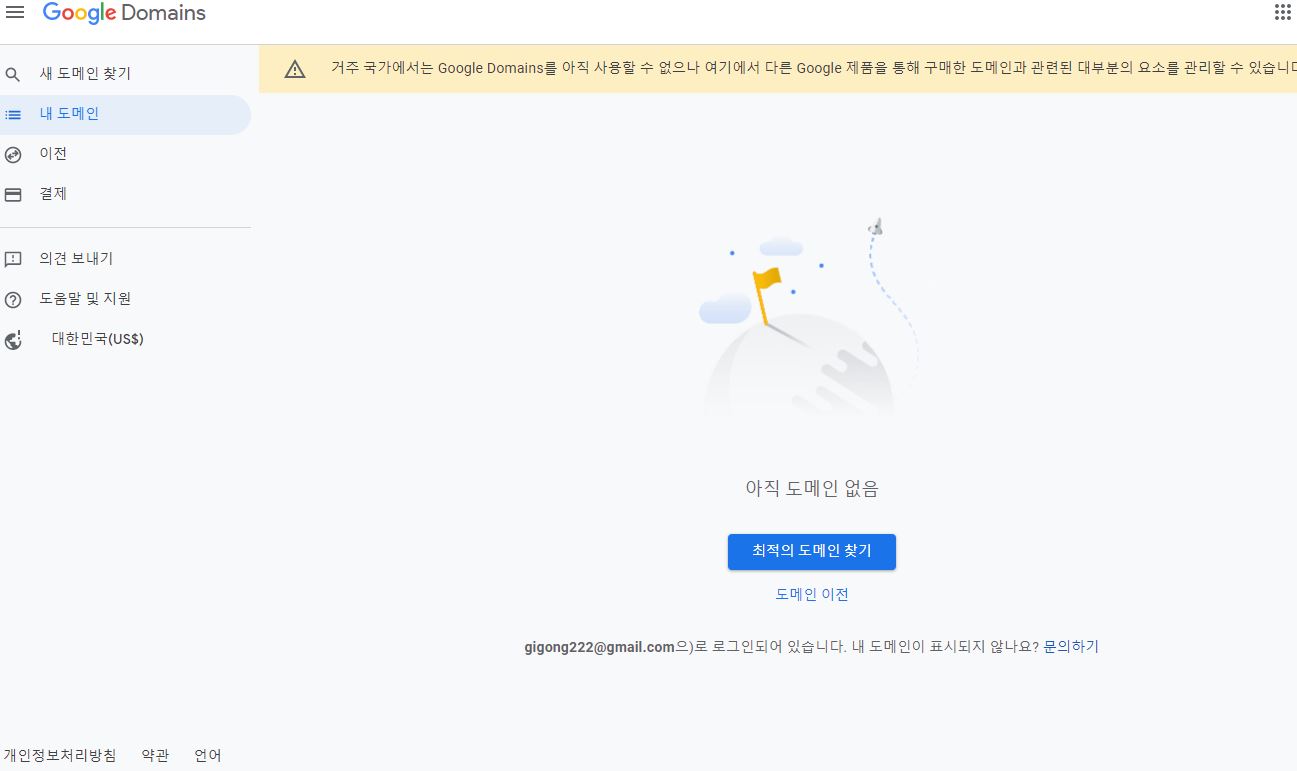 Google Domains
새 도메인 찾기
내 도메인
이전
결제
의견 보내기
도움말 및 지원
대한민국(US$)
거주 국가에서는 Google Domains를 아직 사용할 수 없으나 여기에서 다른 Google 제품을 통해 구매한 도메인과 관련된 대부분의 요소를 관리할 수 있습니다
아직 도메인 없음
최적의 도메인 찾기
도메인 이전
gigong222@gmail.com으)로 로그인되어 있습니다. 내 도메인이 표시되지 않나요? 문의하기
개인정보처리방침 약관 언어